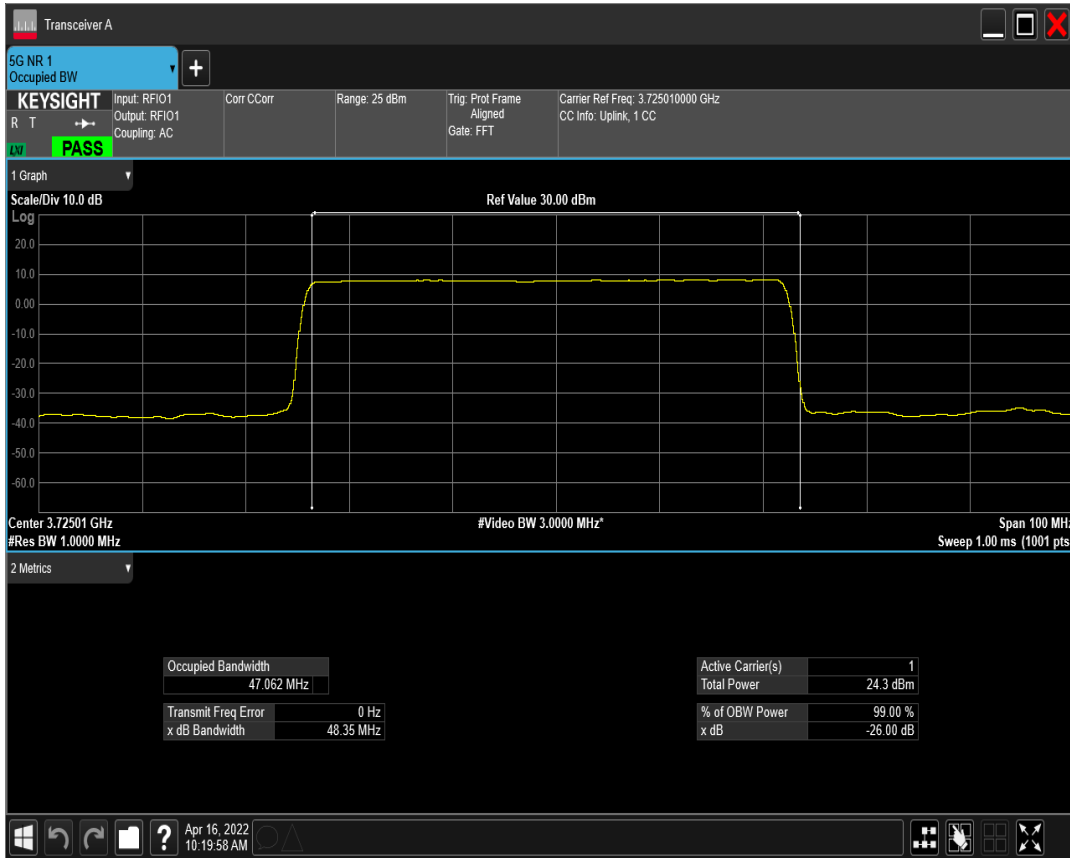 Transceiver A
5G NR 1
Occupied BW
KEYSIGHT
R T
LXI
PASS
Input: RFIO1
Output: RFIO1
Coupling: AC
Corr CCorr
Range: 25 dBm
Trig: Prot Frame
Aligned
Gate: FFT
Carrier Ref Freq: 3.725010000 GHz
CC Info: Uplink, 1 CC
1 Graph
Scale/Div 10.0 dB
Ref Value 30.00 dBm
Log
20.0
10.0
0.00
-10.0
-20.0
-30.0
-40.0
-50.0
-60.0
Center 3.72501 GHz
#Video BW 3.0000 MHz*
Span 100 MHz
#Res BW 1.0000 MHz
Sweep 1.00 ms (1001 pts
2 Metrics
Occupied Bandwidth
47.062 MHz
Transmit Freq Error 0 Hz
x dB Bandwidth 48.35 MHz
Active Carrier(s) 1
Total Power 24.3 dBm
% of OBW Power 99.00 %
x dB -26.00 dB
?
Apr 16, 2022
10:19:58 AM